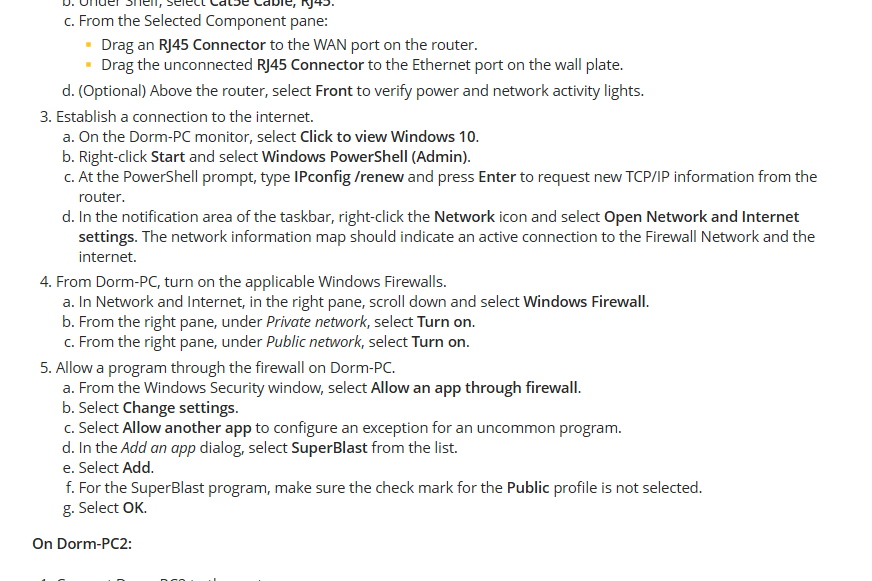 b. Under Shelf, select Cat5e Cable, RJ45.
c. From the Selected Component pane:
Drag an RJ45 Connector to the WAN port on the router.
Drag the unconnected RJ45 Connector to the Ethernet port on the wall plate.
d. (Optional) Above the router, select Front to verify power and network activity lights.
3. Establish a connection to the internet.
a. On the Dorm-PC monitor, select Click to view Windows 10.
b. Right-click Start and select Windows PowerShell (Admin).
c. At the PowerShell prompt, type IPconfig /renew and press Enter to request new TCP/IP information from the
router.
d. In the notification area of the taskbar, right-click the Network icon and select Open Network and Internet
settings. The network information map should indicate an active connection to the Firewall Network and the
internet.
4. From Dorm-PC, turn on the applicable Windows Firewalls.
a. In Network and Internet, in the right pane, scroll down and select Windows Firewall.
b. From the right pane, under Private network, select Turn on.
c. From the right pane, under Public network, select Turn on.
5. Allow a program through the firewall on Dorm-PC.
a. From the Windows Security window, select Allow an app through firewall.
b. Select Change settings.
c. Select Allow another app to configure an exception for an uncommon program.
d. In the Add an app dialog, select SuperBlast from the list.
e. Select Add.
f. For the SuperBlast program, make sure the check mark for the Public profile is not selected.
g. Select OK.
On Dorm-PC2: